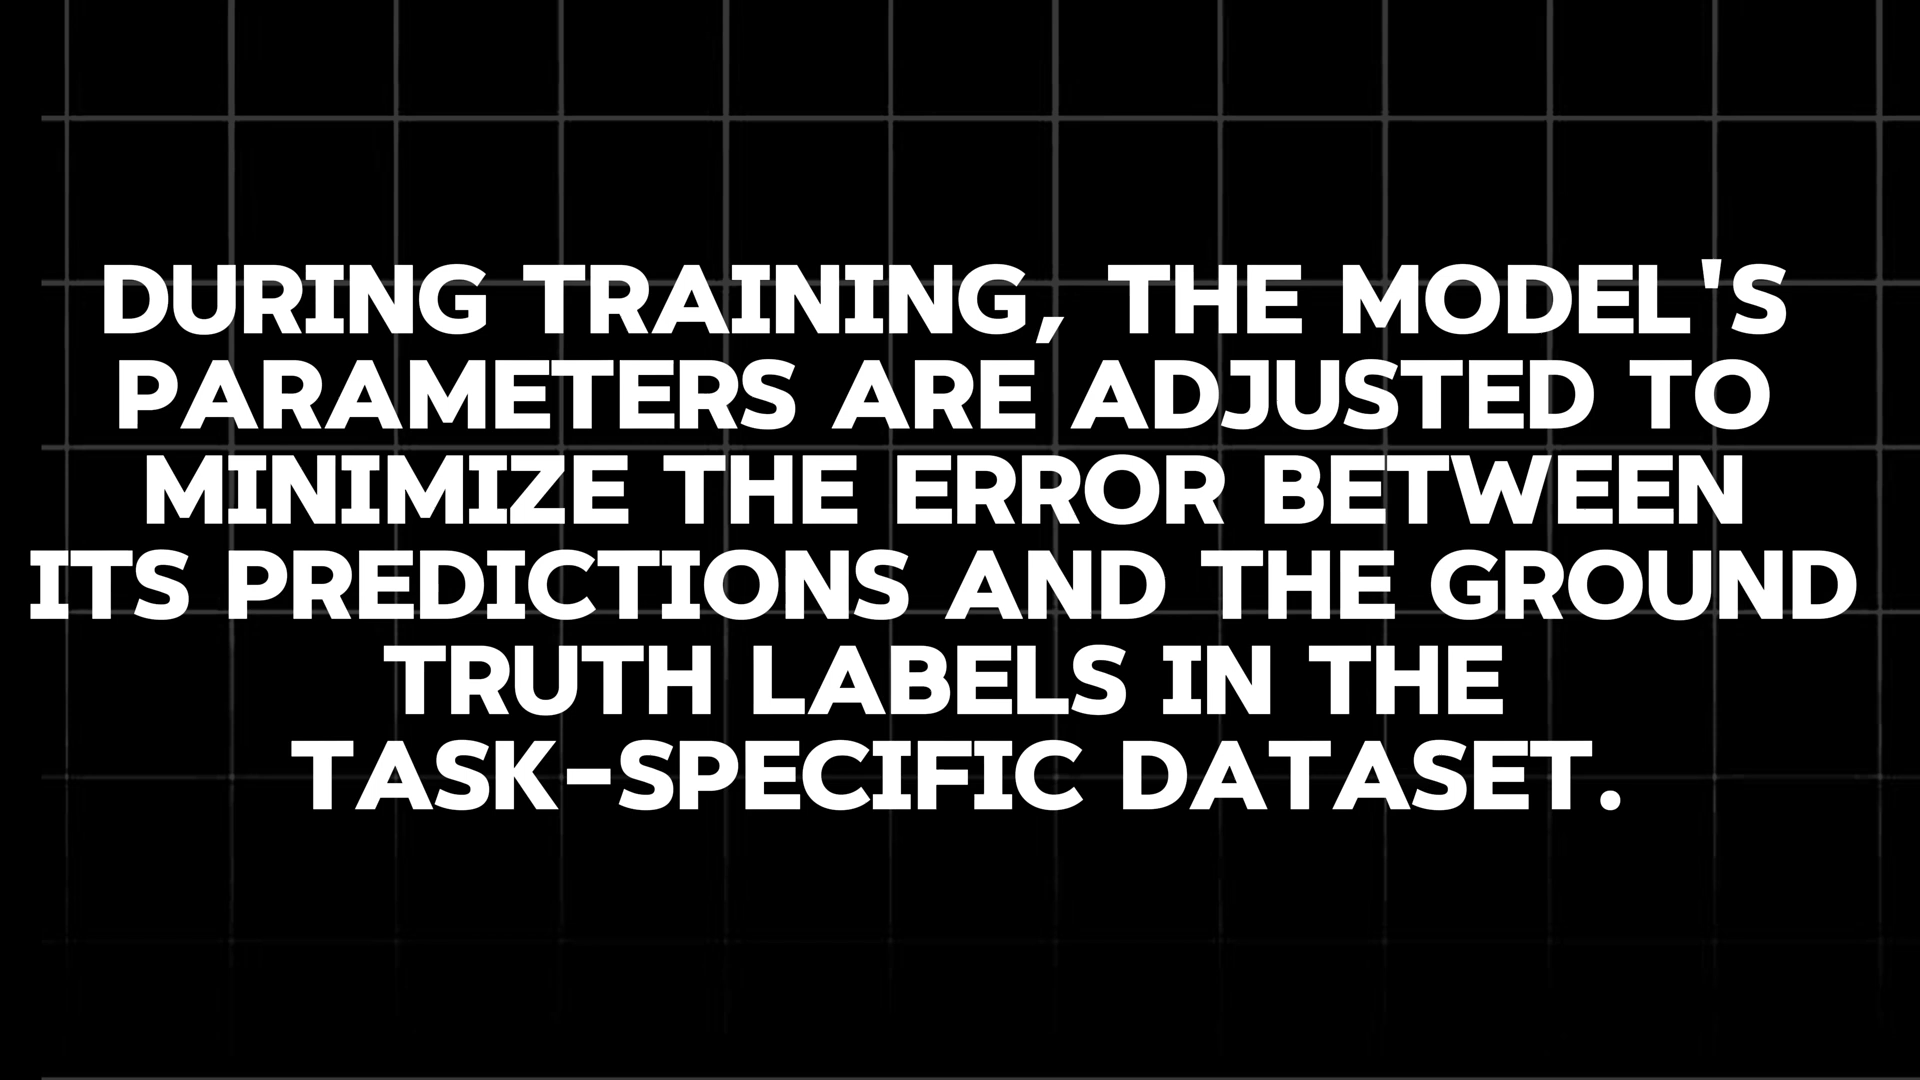 DURING TRAINING, THE MODEL'S
PARAMETERS ARE ADJUSTED TO
MINIMIZE THE ERROR BETWEEN
ITS PREDICTIONS AND THE GROUND
TRUTH LABELS IN THE
TASK-SPECIFIC DATASET.